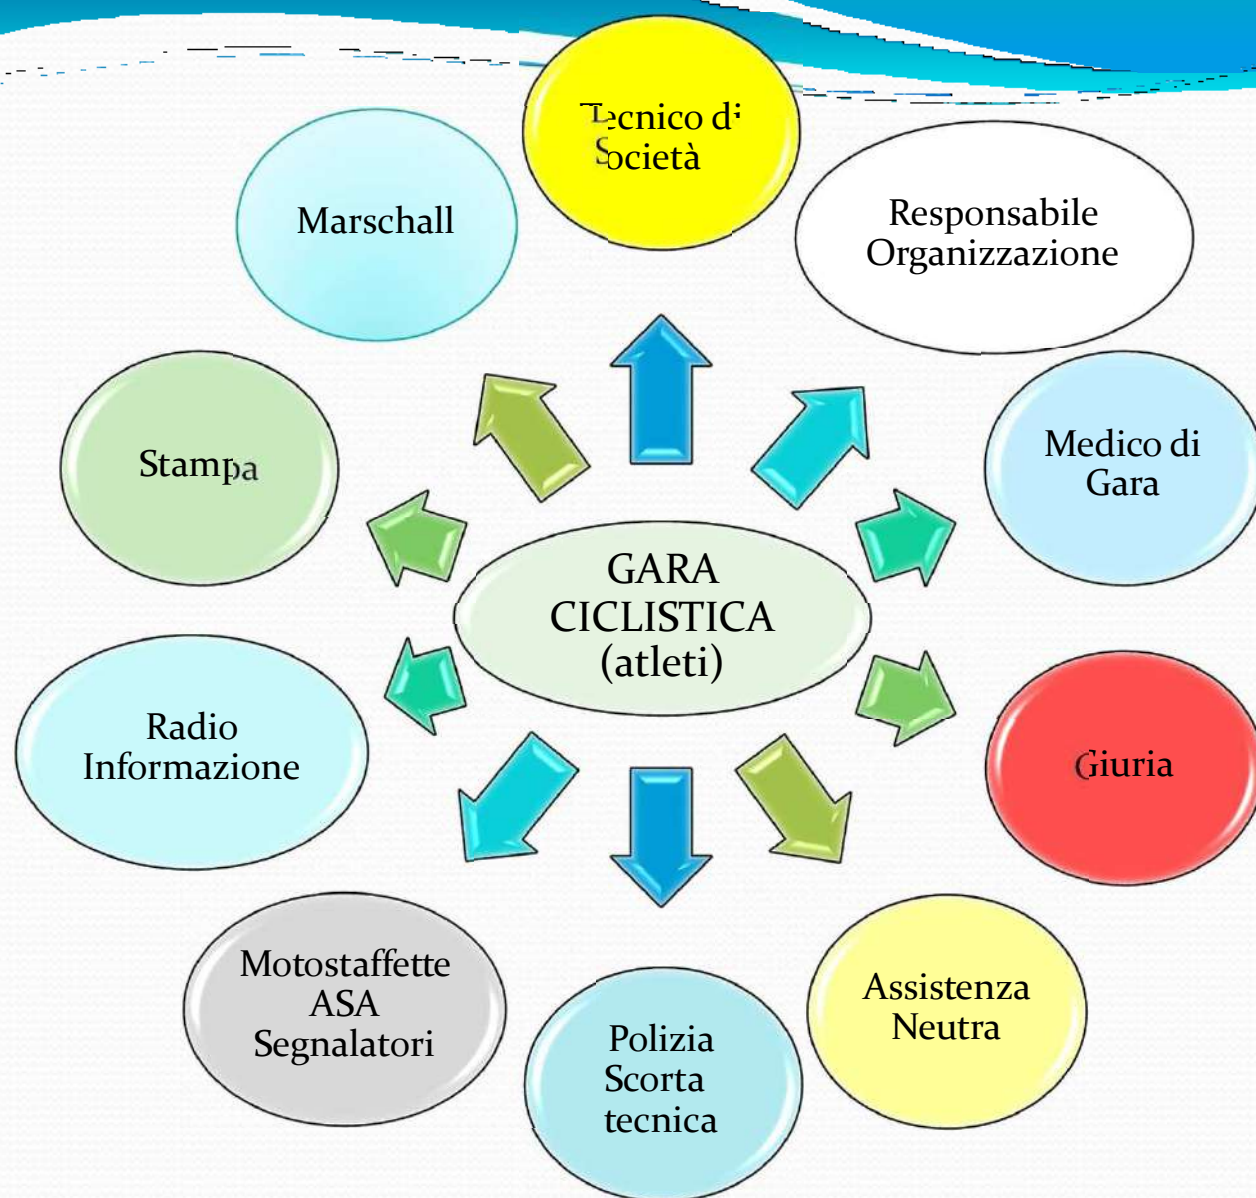 Tecnico di
Società
Responsabile
Organizzazione
Marschall
Medico di
Gara
Stampa
GARA
CICLISTICA
(atleti)
Giuria
Radio
Informazione
Assistenza
Neutra
Motostaffette
ASA
Segnalatori
Polizia
Scorta
tecnica